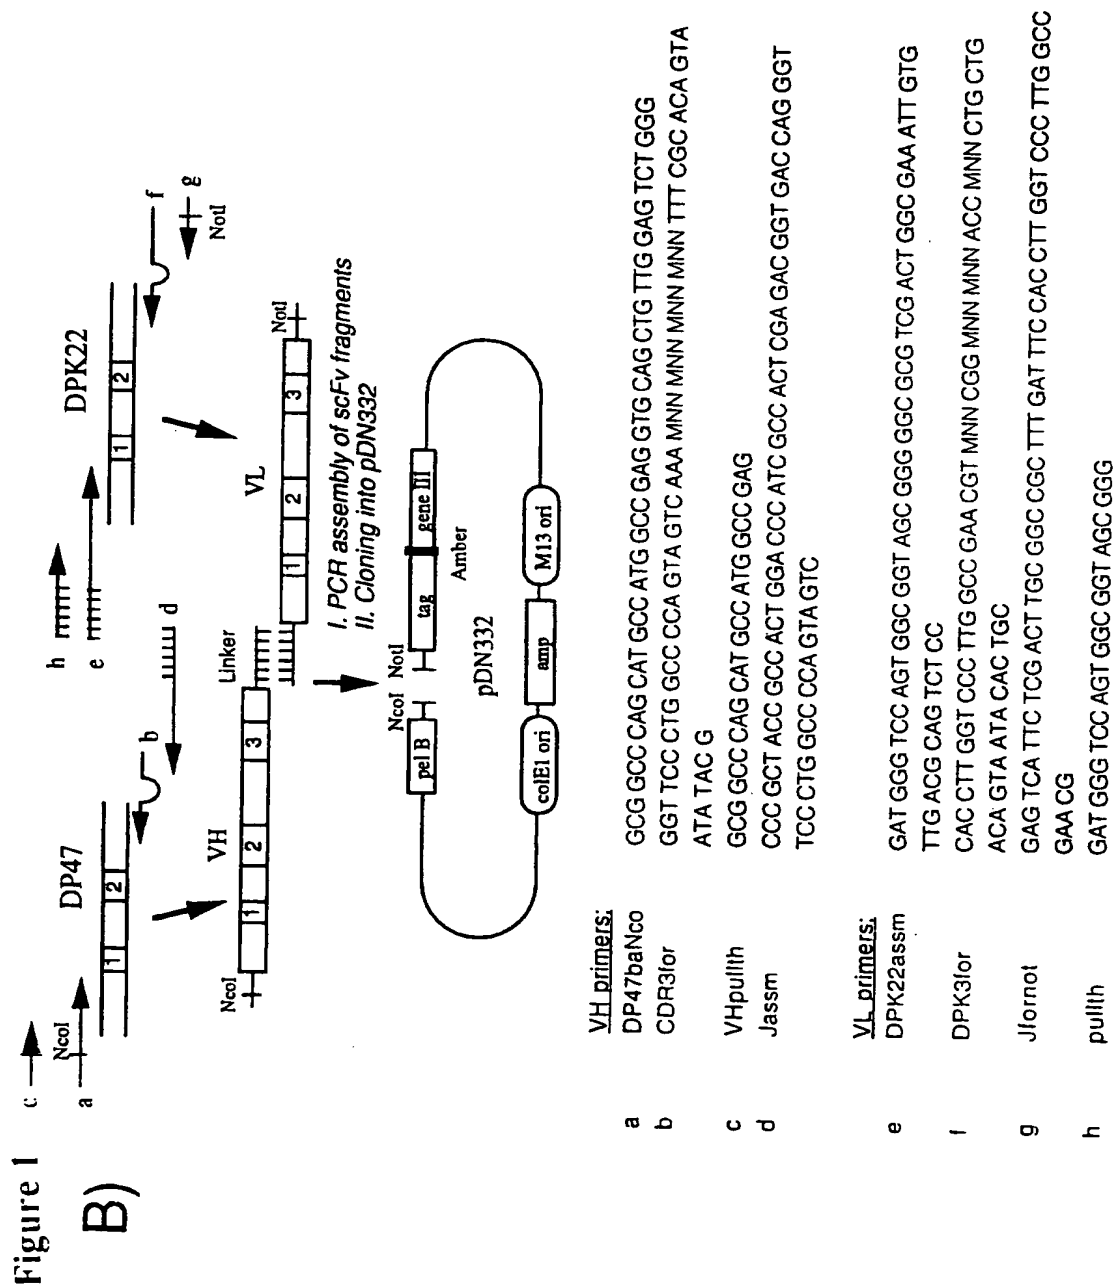 Figure 1
B)
c
a
NcoI
DP47
1 2
b
d
h
e
DPK22
1 2
f
g
NotI
NcoI
VH
1 2 3
Linker
VL
1 2 3
NotI
I. PCR assembly of scFv fragments
II. Cloning into pDN332
NcoI NotI
pel B
tag
gene III
Amber
pDN332
colE1 ori
amp
M13 ori
VH primers:
a DP47baNco GCG GCC CAG CAT GCC ATG GCC GAG GTG CAG CTG TTG GAG TCT GGG
b CDR3for GGT TCC CTG GCC CCA GTA GTC AAA MNN MNN MNN MNN TTT CGC ACA GTA
ATA TAC G
c VHpullth GCG GCC CAG CAT GCC ATG GCC GAG
d Jassm CCC GCT ACC GCC ACT GGA CCC ATC GCC ACT CGA GAC GGT GAC CAG GGT
TCC CTG GCC CCA GTA GTC
VL primers:
e DPK22assm GAT GGG TCC AGT GGC GGT AGC GGG GGC GCG TCG ACT GGC GAA ATT GTG
TTG ACG CAG TCT CC
f DPK3for CAC CTT GGT CCC TTG GCC GAA CGT MNN CGG MNN MNN ACC MNN CTG CTG
ACA GTA ATA CAC TGC
g Jfornot GAG TCA TTC TCG ACT TGC GGC CGC TTT GAT TTC CAC CTT GGT CCC TTG GCC
GAA CG
h pullth GAT GGG TCC AGT GGC GGT AGC GGG